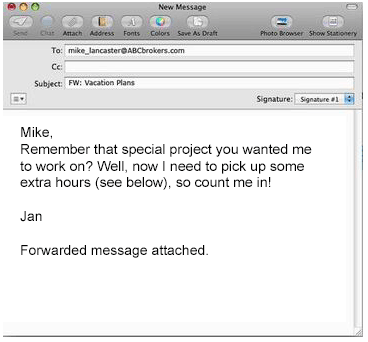 New Message
Send Chat Attach Address Fonts Colors Save As Draft Photo Browser Show Stationery
To: mike_lancaster@ABCbrokers.com
Cc:
Subject: FW: Vacation Plans
Signature: Signature #1
Mike,
Remember that special project you wanted me
to work on? Well, now I need to pick up some
extra hours (see below), so count me in!
Jan
Forwarded message attached.